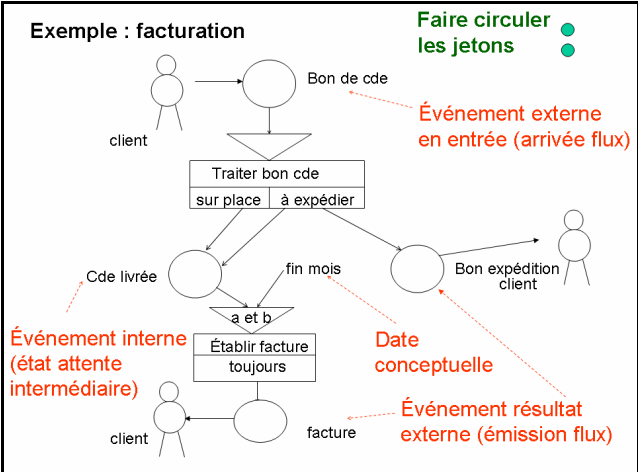 Exemple : facturation
Faire circuler
les jetons
Bon de cde
client
Événement externe
en entrée (arrivée flux)
Traiter bon cde
sur place
à expédier
Cde livrée
fin mois
Bon expédition
client
a et b
Événement interne
(état attente
intermédiaire)
Établir facture
toujours
Date
conceptuelle
client
facture
Événement résultat
externe (émission flux)